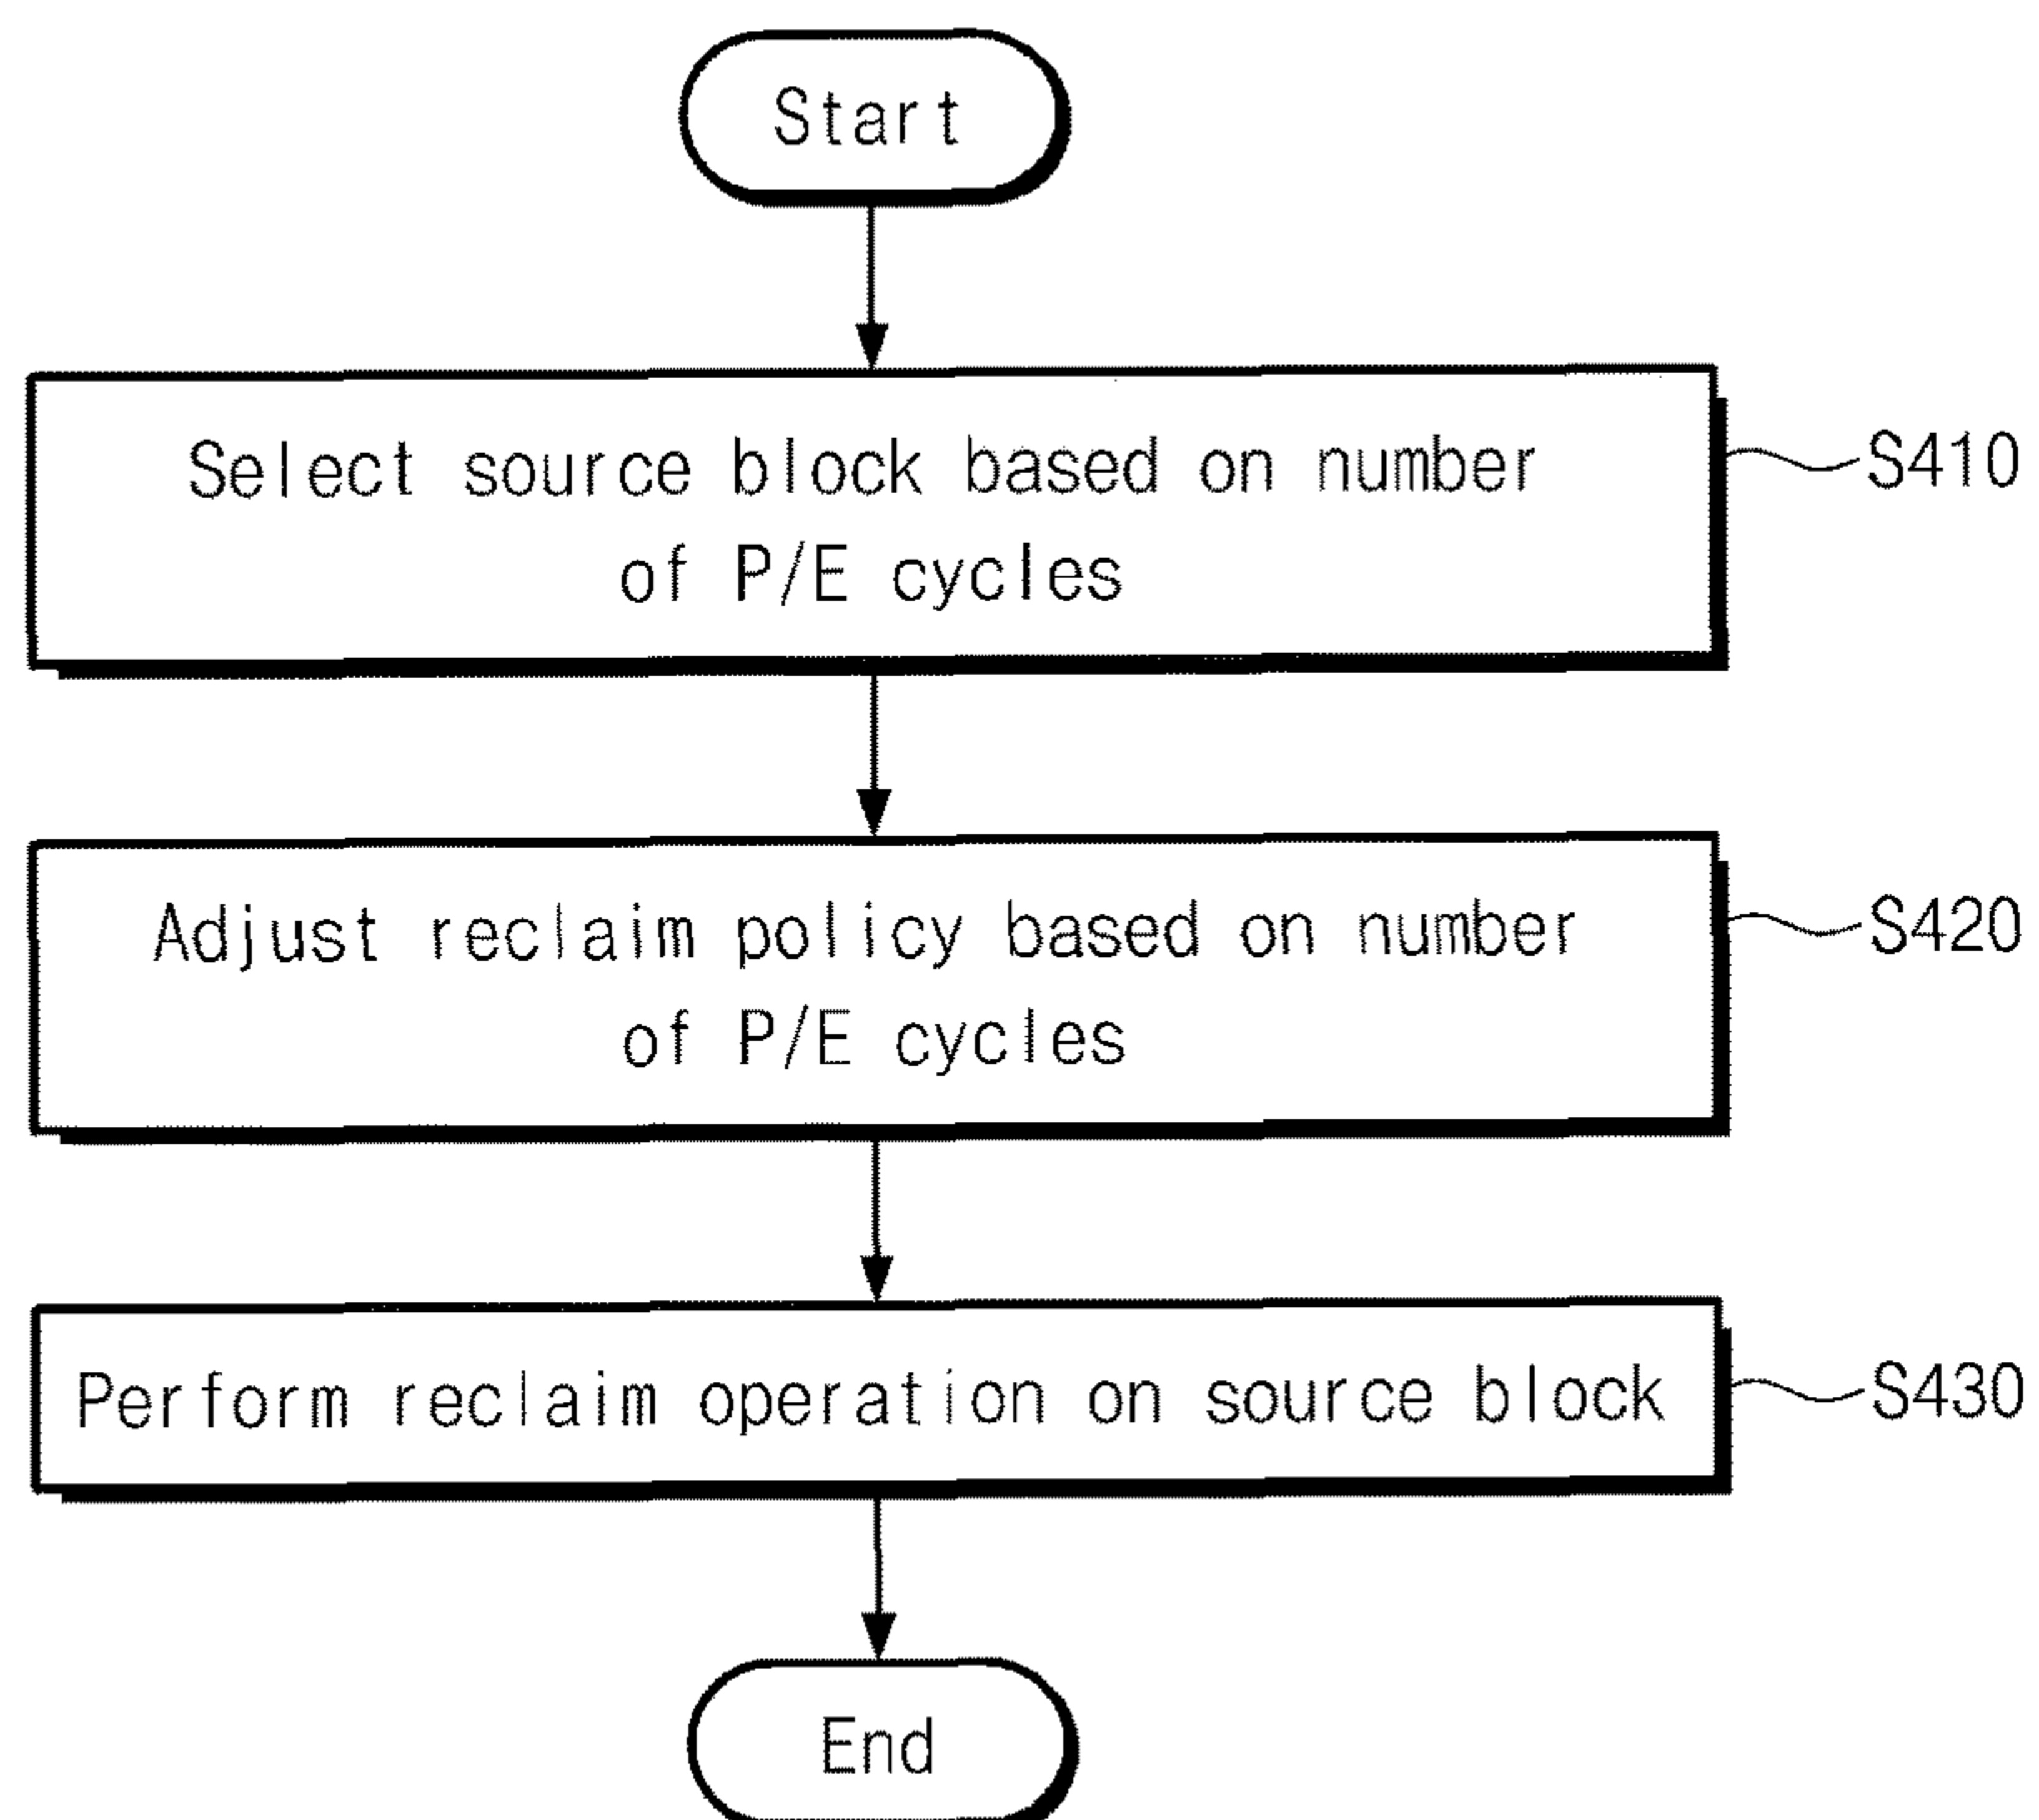 Start
Select source block based on number
of P/E cycles
S410
Adjust reclaim policy based on number
of P/E cycles
S420
Perform reclaim operation on source block
S430
End